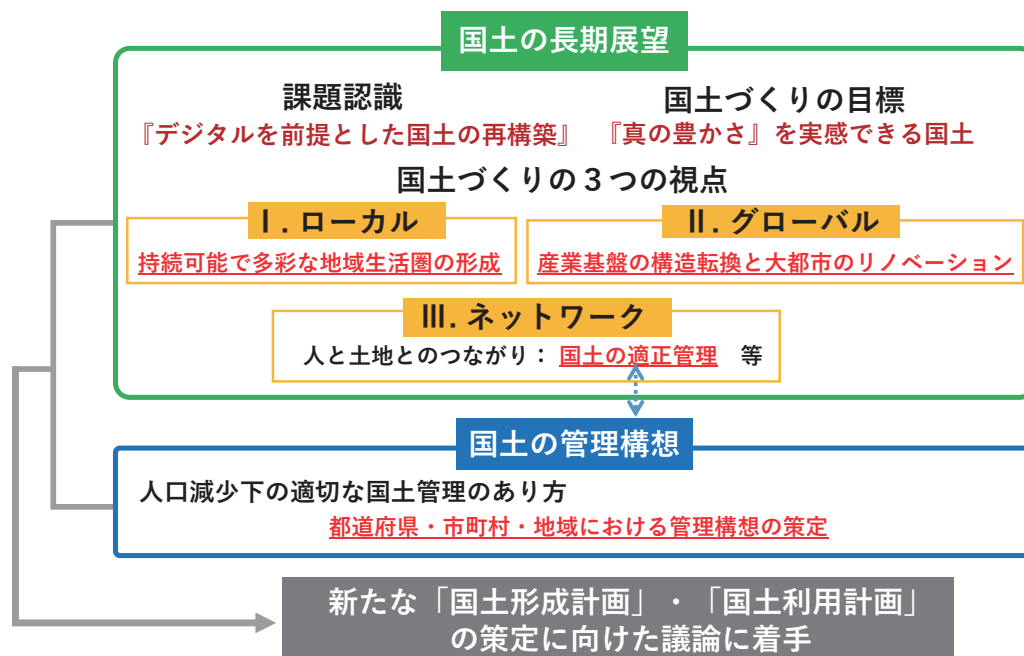 国土の長期展望
課題認識
『デジタルを前提とした国土の再構築』
国土づくりの目標
『真の豊かさ』を実感できる国土
国土づくりの３つの視点
Ⅰ. ローカル
持続可能で多彩な地域生活圏の形成
Ⅱ. グローバル
産業基盤の構造転換と大都市のリノベーション
Ⅲ. ネットワーク
人と土地とのつながり： 国土の適正管理　等
国土の管理構想
人口減少下の適切な国土管理のあり方
都道府県・市町村・地域における管理構想の策定
新たな「国土形成計画」・「国土利用計画」
の策定に向けた議論に着手